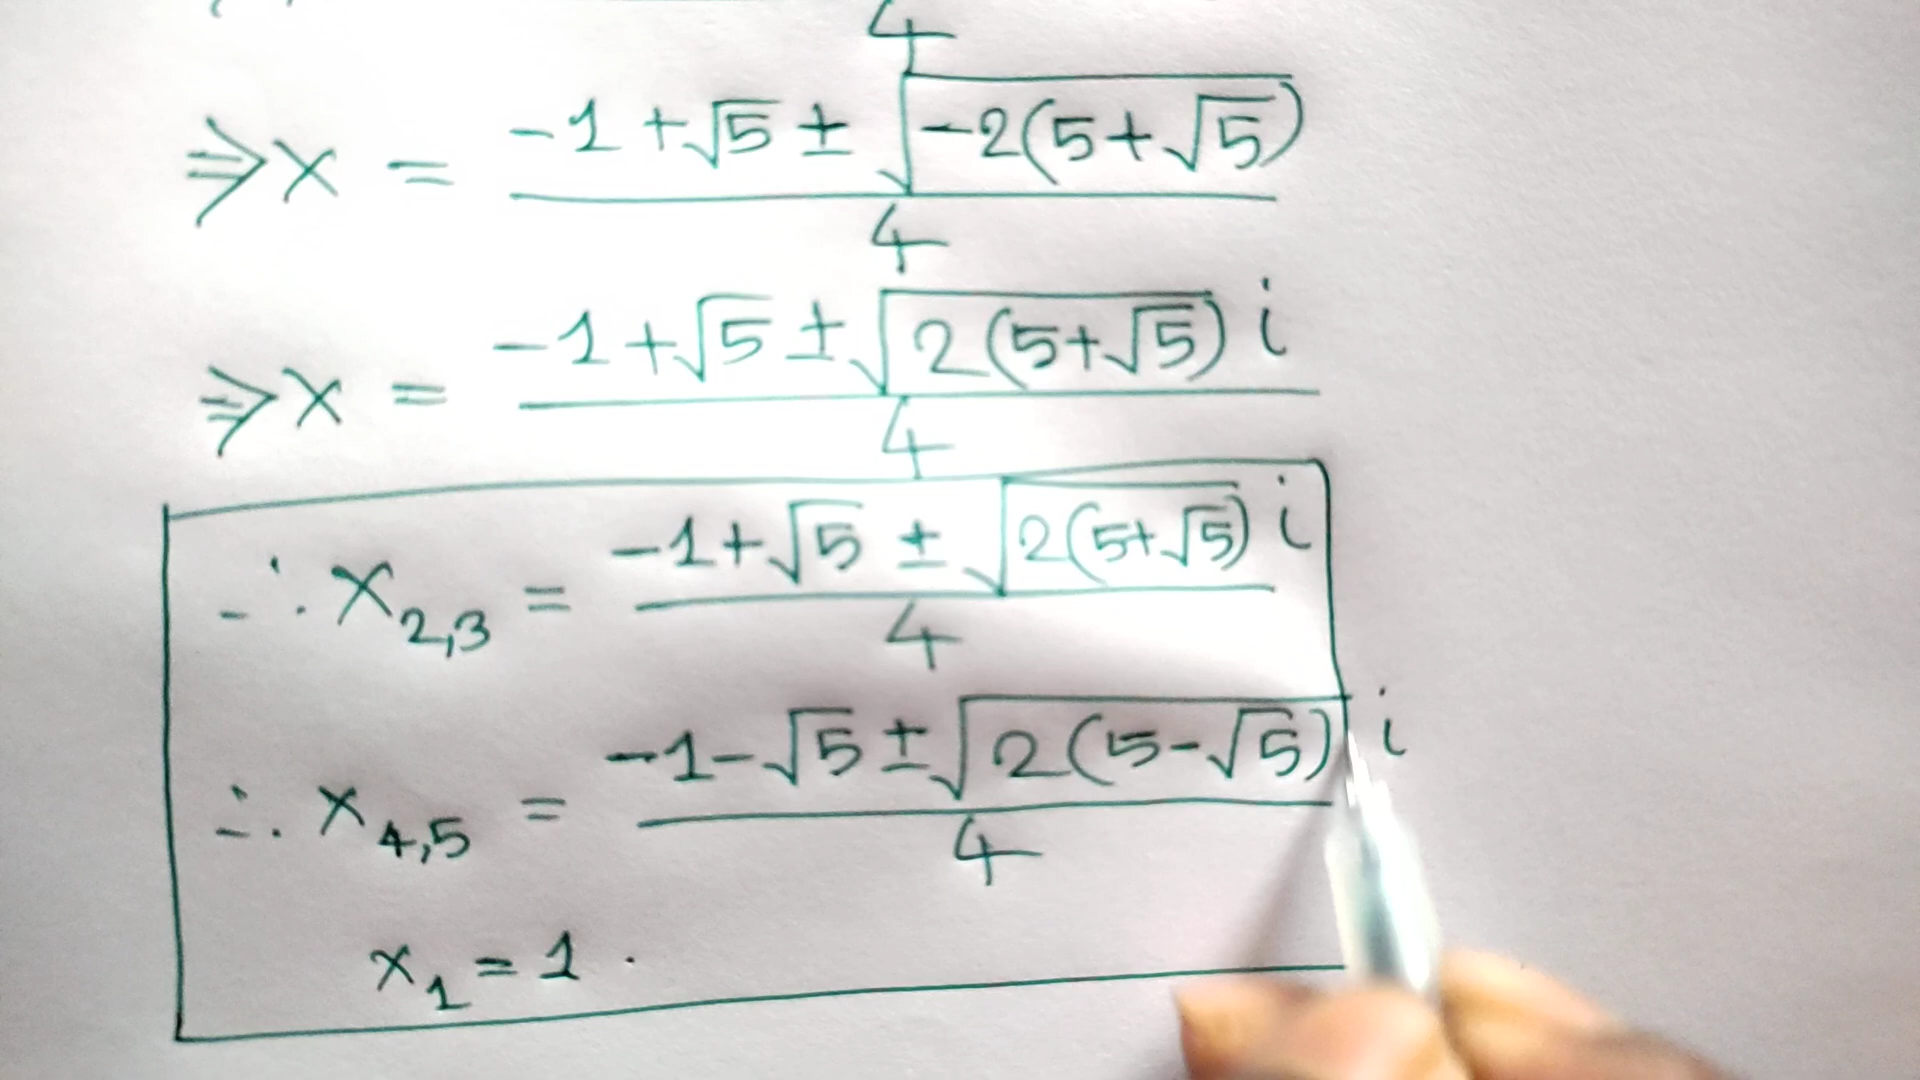 4
⇒x = (-1+√5 ± √(-2(5+√5)))/4
⇒x = (-1+√5 ± √(2(5+√5)) i)/4
∴ x₂,₃ = (-1+√5 ± √(2(5+√5)) i)/4
∴ x₄,₅ = (-1-√5 ± √(2(5-√5)) i)/4
x₁ = 1 .